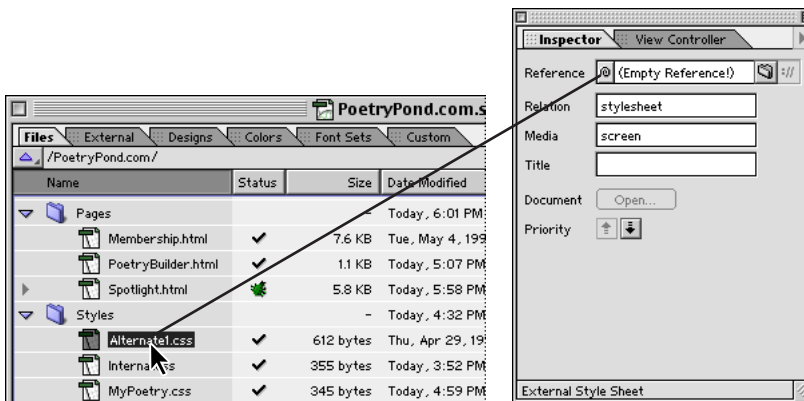 PoetryPond.com.s
Files External Designs Colors Font Sets Custom
/PoetryPond.com/
Name Status Size Date Modified
Pages - Today, 6:01 PM
Membership.html 7.6 KB Tue, May 4, 199
PoetryBuilder.html 1.1 KB Today, 5:07 PM
Spotlight.html 5.8 KB Today, 5:58 PM
Styles - Today, 4:32 PM
Alternate1.css 612 bytes Thu, Apr 29, 19
355 bytes Today, 3:52 PM
MyPoetry.css 345 bytes Today, 4:59 PM
Inspector View Controller
Reference (Empty Reference!) ://
Relation stylesheet
Media screen
Title
Document Open...
Priority
External Style Sheet